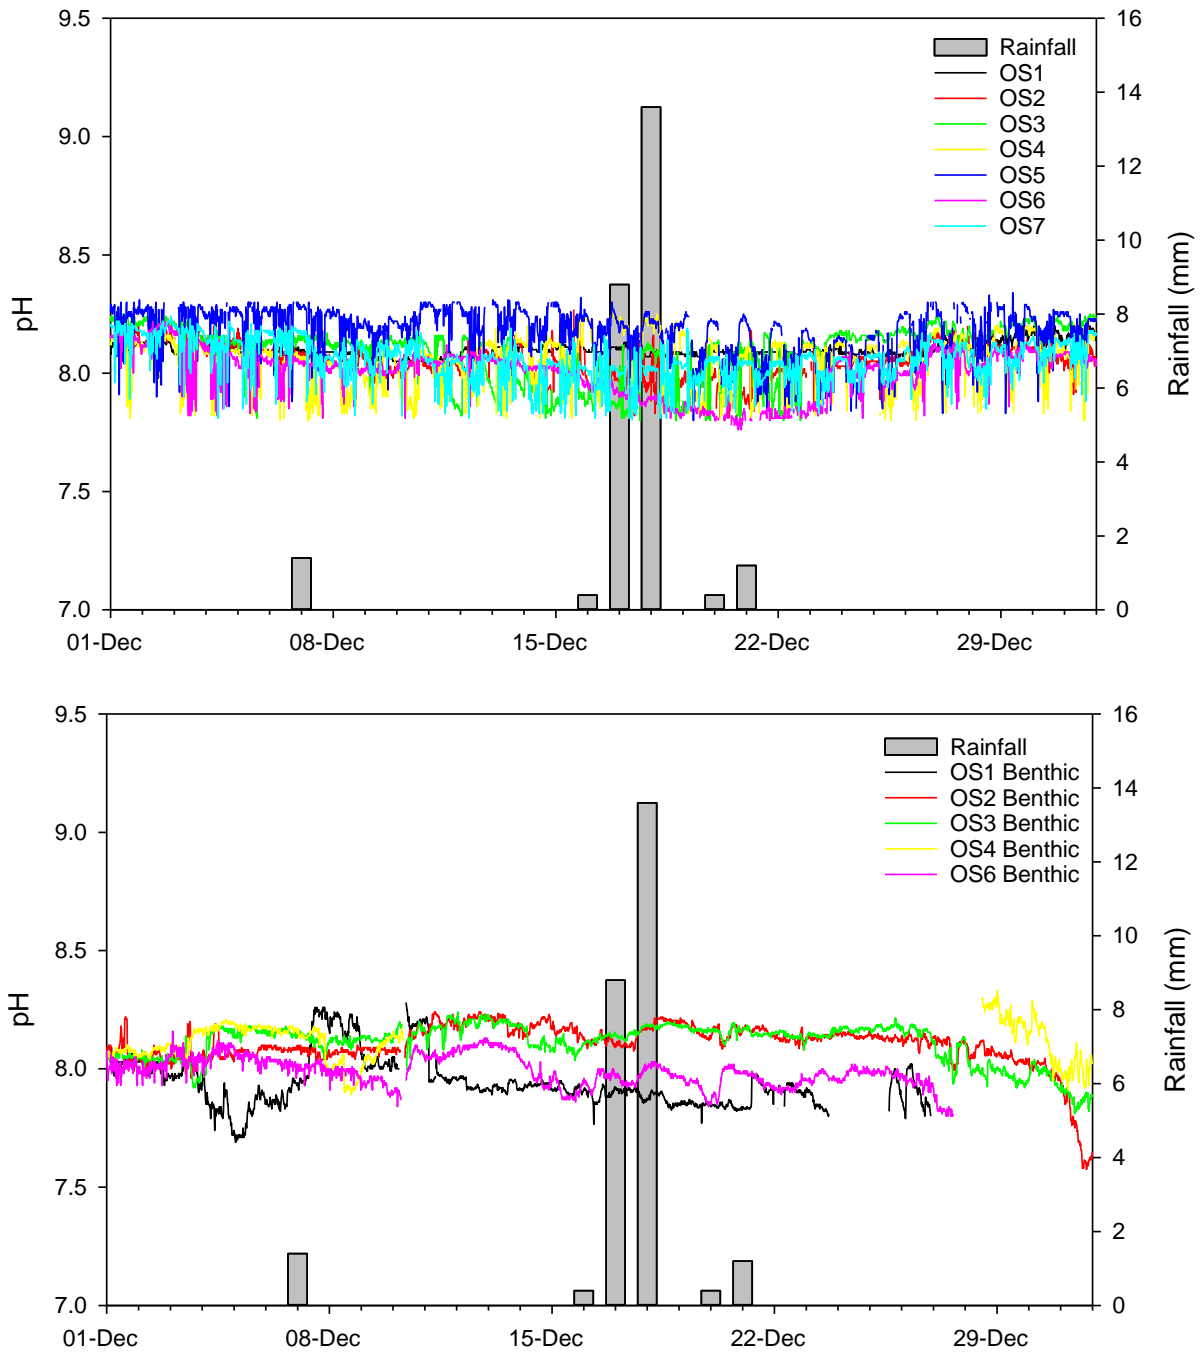 9.5
9.0
8.5
8.0
7.5
7.0
pH
16
14
12
10
8
6
4
2
0
Rainfall (mm)
Rainfall
OS1
OS2
OS3
OS4
OS5
OS6
OS7
01-Dec 08-Dec 15-Dec 22-Dec 29-Dec
9.5
9.0
8.5
8.0
7.5
7.0
pH
16
14
12
10
8
6
4
2
0
Rainfall (mm)
Rainfall
OS1 Benthic
OS2 Benthic
OS3 Benthic
OS4 Benthic
OS6 Benthic
01-Dec 08-Dec 15-Dec 22-Dec 29-Dec